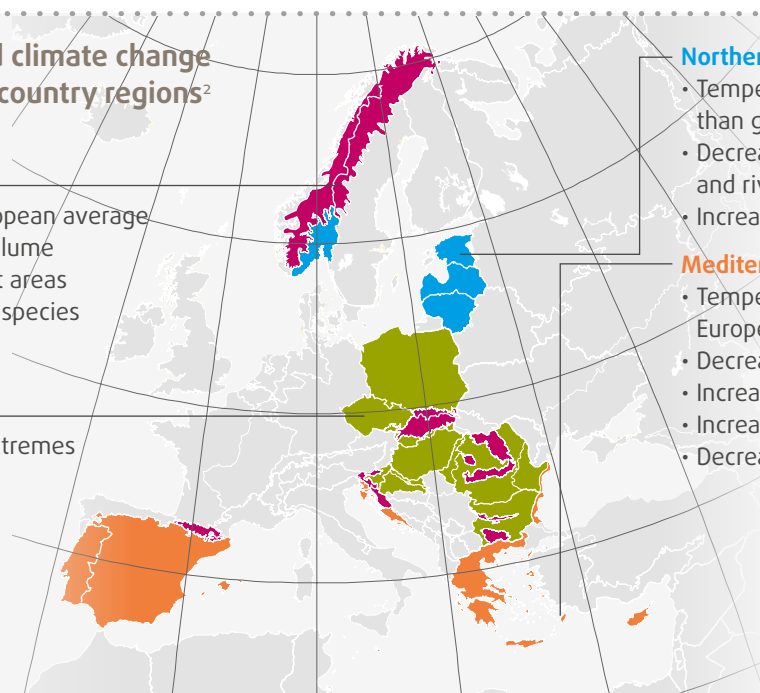 l climate change
country regions²
opean average
lume
t areas
species
tremes
Norther
• Tempe
than g
• Decrea
and riv
• Increa
Mediter
• Tempe
Europe
• Decrea
• Increa
• Increa
• Decrea